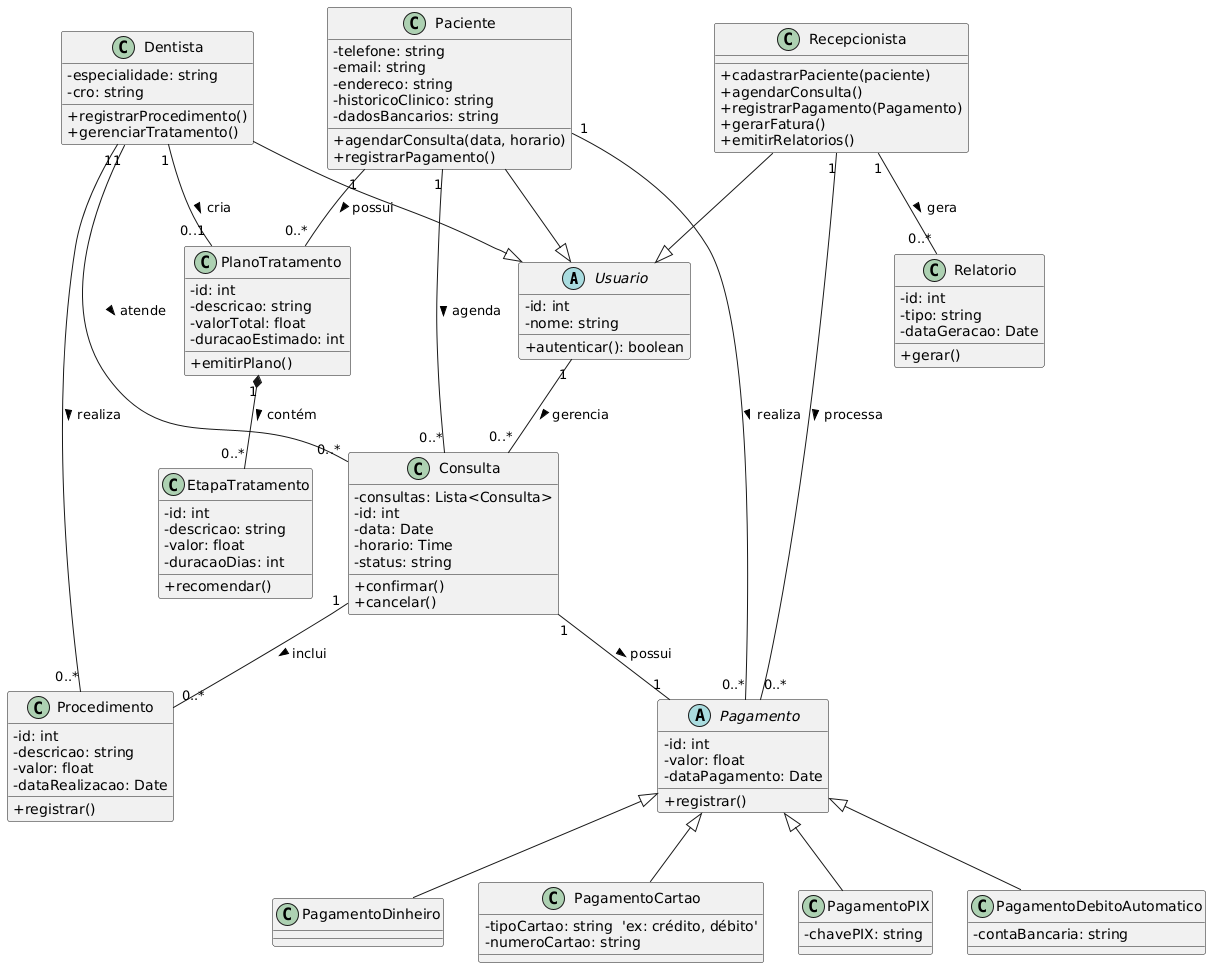 C Dentista
-especialidade: string
-cro: string
+registrarProcedimento()
+gerenciarTratamento()
C Paciente
-telefone: string
-email: string
-endereco: string
-historicoClinico: string
-dadosBancarios: string
+agendarConsulta(data, horario)
+registrarPagamento()
C Recepcionista
+cadastrarPaciente(paciente)
+agendarConsulta()
+registrarPagamento(Pagamento)
+gerarFatura()
+emitirRelatorios()
1
1
1
1
1
1
1
1
cria
possui
gera
0..1
0..*
0..*
C PlanoTratamento
-id: int
-descricao: string
-valorTotal: float
-duracaoEstimado: int
+emitirPlano()
A Usuario
-id: int
-nome: string
+autenticar(): boolean
C Relatorio
-id: int
-tipo: string
-dataGeracao: Date
+gerar()
atende
agenda
1
1
realiza
contém
gerencia
realiza
processa
0..*
0..*
0..*
0..*
C EtapaTratamento
-id: int
-descricao: string
-valor: float
-duracaoDias: int
+recomendar()
C Consulta
-consultas: Lista<Consulta>
-id: int
-data: Date
-horario: Time
-status: string
+confirmar()
+cancelar()
1
1
inclui
possui
0..*
0..*
1
0..*
0..*
C Procedimento
-id: int
-descricao: string
-valor: float
-dataRealizacao: Date
+registrar()
A Pagamento
-id: int
-valor: float
-dataPagamento: Date
+registrar()
C PagamentoDinheiro
C PagamentoCartao
-tipoCartao: string 'ex: crédito, débito'
-numeroCartao: string
C PagamentoPIX
-chavePIX: string
C PagamentoDebitoAutomatico
-contaBancaria: string